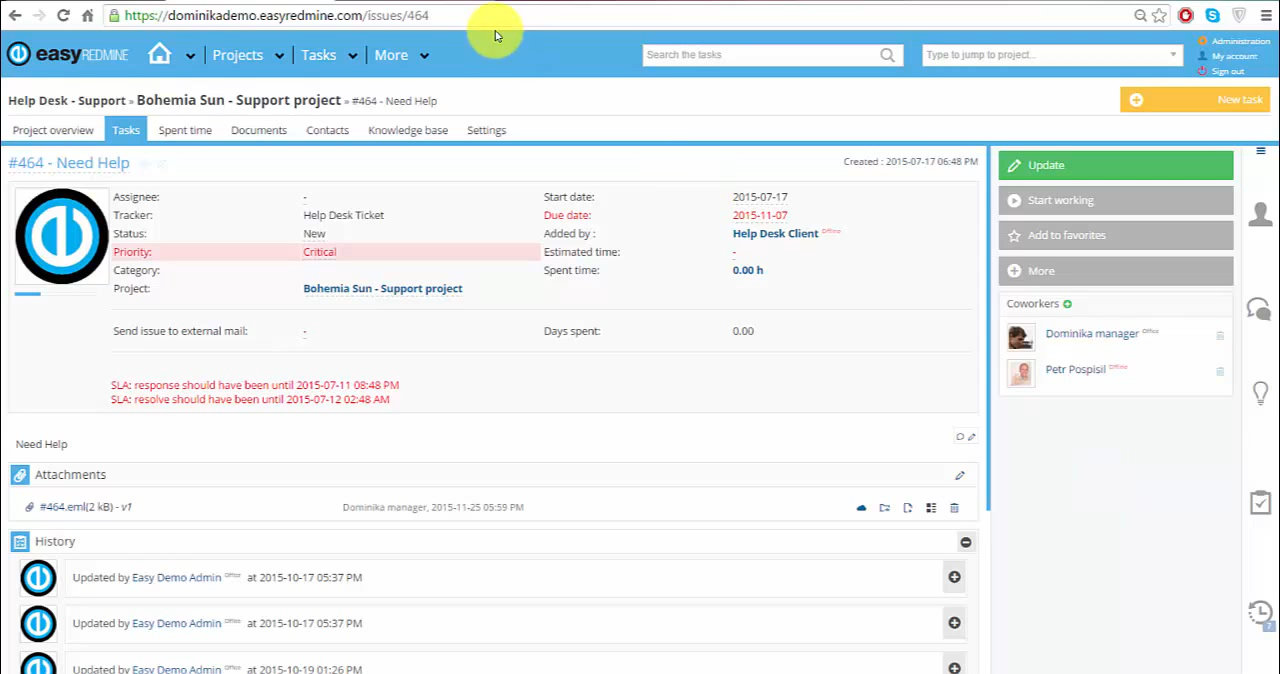 https://dominikademo.easyredmine.com/issues/464
easyREDMINE
Projects
Tasks
More
Search the tasks
Type to jump to project...
Administration
My account
Sign out
Help Desk - Support » Bohemia Sun - Support project » #464 - Need Help
New task
Project overview
Tasks
Spent time
Documents
Contacts
Knowledge base
Settings
#464 - Need Help
Created : 2015-07-17 06:48 PM
Assignee: -
Tracker: Help Desk Ticket
Status: New
Priority: Critical
Category:
Project: Bohemia Sun - Support project
Start date: 2015-07-17
Due date: 2015-11-07
Added by : Help Desk Client Offline
Estimated time: -
Spent time: 0.00 h
Send issue to external mail: -
Days spent: 0.00
SLA: response should have been until 2015-07-11 08:48 PM
SLA: resolve should have been until 2015-07-12 02:48 AM
Need Help
Attachments
#464.eml(2 kB) - v1
Dominika manager, 2015-11-25 05:59 PM
History
Updated by Easy Demo Admin Office at 2015-10-17 05:37 PM
Updated by Easy Demo Admin Office at 2015-10-17 05:37 PM
Updated by Easy Demo Admin Office at 2015-10-19 01:26 PM
Update
Start working
Add to favorites
More
Coworkers
Dominika manager Office
Petr Pospisil Offline
7